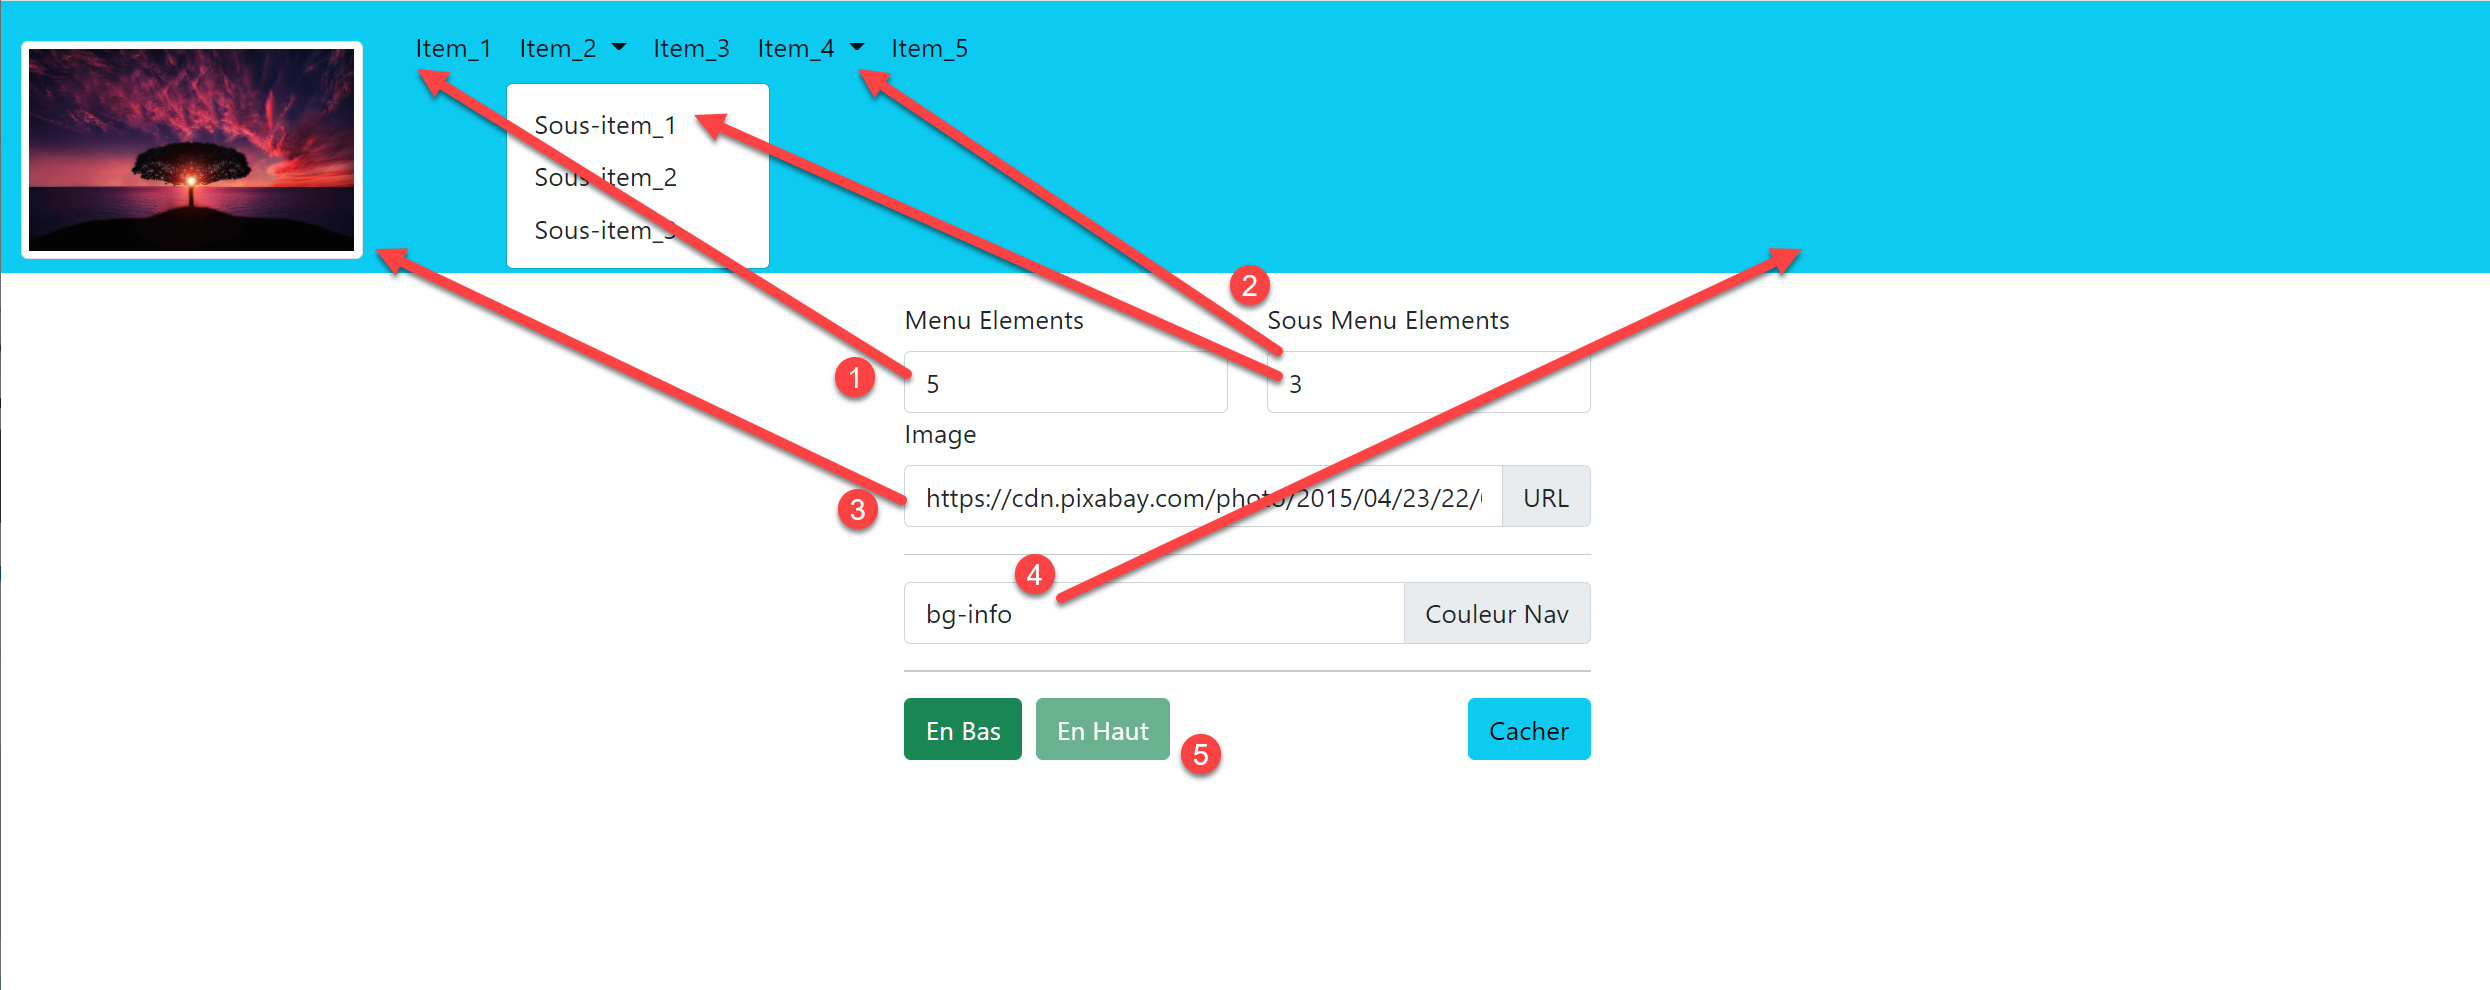 Item_1 Item_2 Item_3 Item_4 Item_5
Sous-item_1
Sous-item_2
Sous-item_3
2
Menu Elements Sous Menu Elements
1
5 3
Image
https://cdn.pixabay.com/photo/2015/04/23/22/ URL
3
4
bg-info Couleur Nav
En Bas En Haut Cacher
5